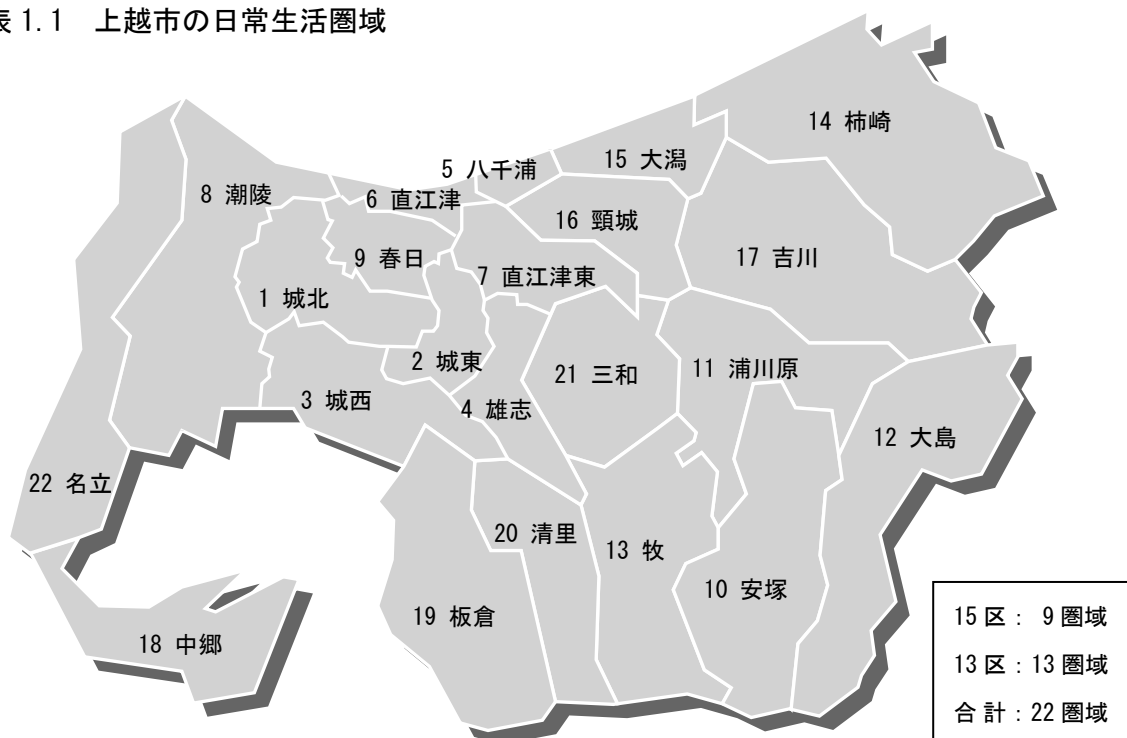 表 1.1 上越市の日常生活圏域
14 柿崎
15 大潟
5 八千浦
8 潮陵
6 直江津
16 頸城
9 春日
17 吉川
7 直江津東
1 城北
2 城東
21 三和
11 浦川原
3 城西
4 雄志
12 大島
22 名立
20 清里
13 牧
10 安塚
19 板倉
18 中郷
15 区： 9 圏域
13 区：13 圏域
合 計：22 圏域